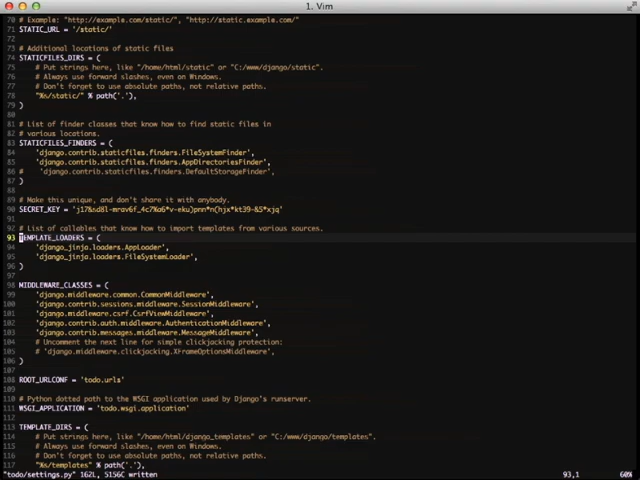 1. Vim
70 # Example: "http://example.com/static/", "http://static.example.com/"
71 STATIC_URL = '/static/'
72
73 # Additional locations of static files
74 STATICFILES_DIRS = (
75 # Put strings here, like "/home/html/static" or "C:/www/django/static".
76 # Always use forward slashes, even on Windows.
77 # Don't forget to use absolute paths, not relative paths.
78 "%s/static/" % path('.'),
79 )
80
81 # List of finder classes that know how to find static files in
82 # various locations.
83 STATICFILES_FINDERS = (
84 'django.contrib.staticfiles.finders.FileSystemFinder',
85 'django.contrib.staticfiles.finders.AppDirectoriesFinder',
86 # 'django.contrib.staticfiles.finders.DefaultStorageFinder',
87 )
88
89 # Make this unique, and don't share it with anybody.
90 SECRET_KEY =
91
92 # List of callables that know how to import templates from various sources.
93 TEMPLATE_LOADERS = (
94 'django_jinja.loaders.AppLoader',
95 'django_jinja.loaders.FileSystemLoader',
96 )
97
98 MIDDLEWARE_CLASSES = (
99 'django.middleware.common.CommonMiddleware',
100 'django.contrib.sessions.middleware.SessionMiddleware',
101 'django.middleware.csrf.CsrfViewMiddleware',
102 'django.contrib.auth.middleware.AuthenticationMiddleware',
103 'django.contrib.messages.middleware.MessageMiddleware',
104 # Uncomment the next line for simple clickjacking protection:
105 # 'django.middleware.clickjacking.XFrameOptionsMiddleware',
106 )
107
108 ROOT_URLCONF = 'todo.urls'
109
110 # Python dotted path to the WSGI application used by Django's runserver.
111 WSGI_APPLICATION = 'todo.wsgi.application'
112
113 TEMPLATE_DIRS = (
114 # Put strings here, like "/home/html/django_templates" or "C:/www/django/templates".
115 # Always use forward slashes, even on Windows.
116 # Don't forget to use absolute paths, not relative paths.
117 "%s/templates" % path('.'),
"todo/settings.py" 162L, 5156C written 93,1 60%